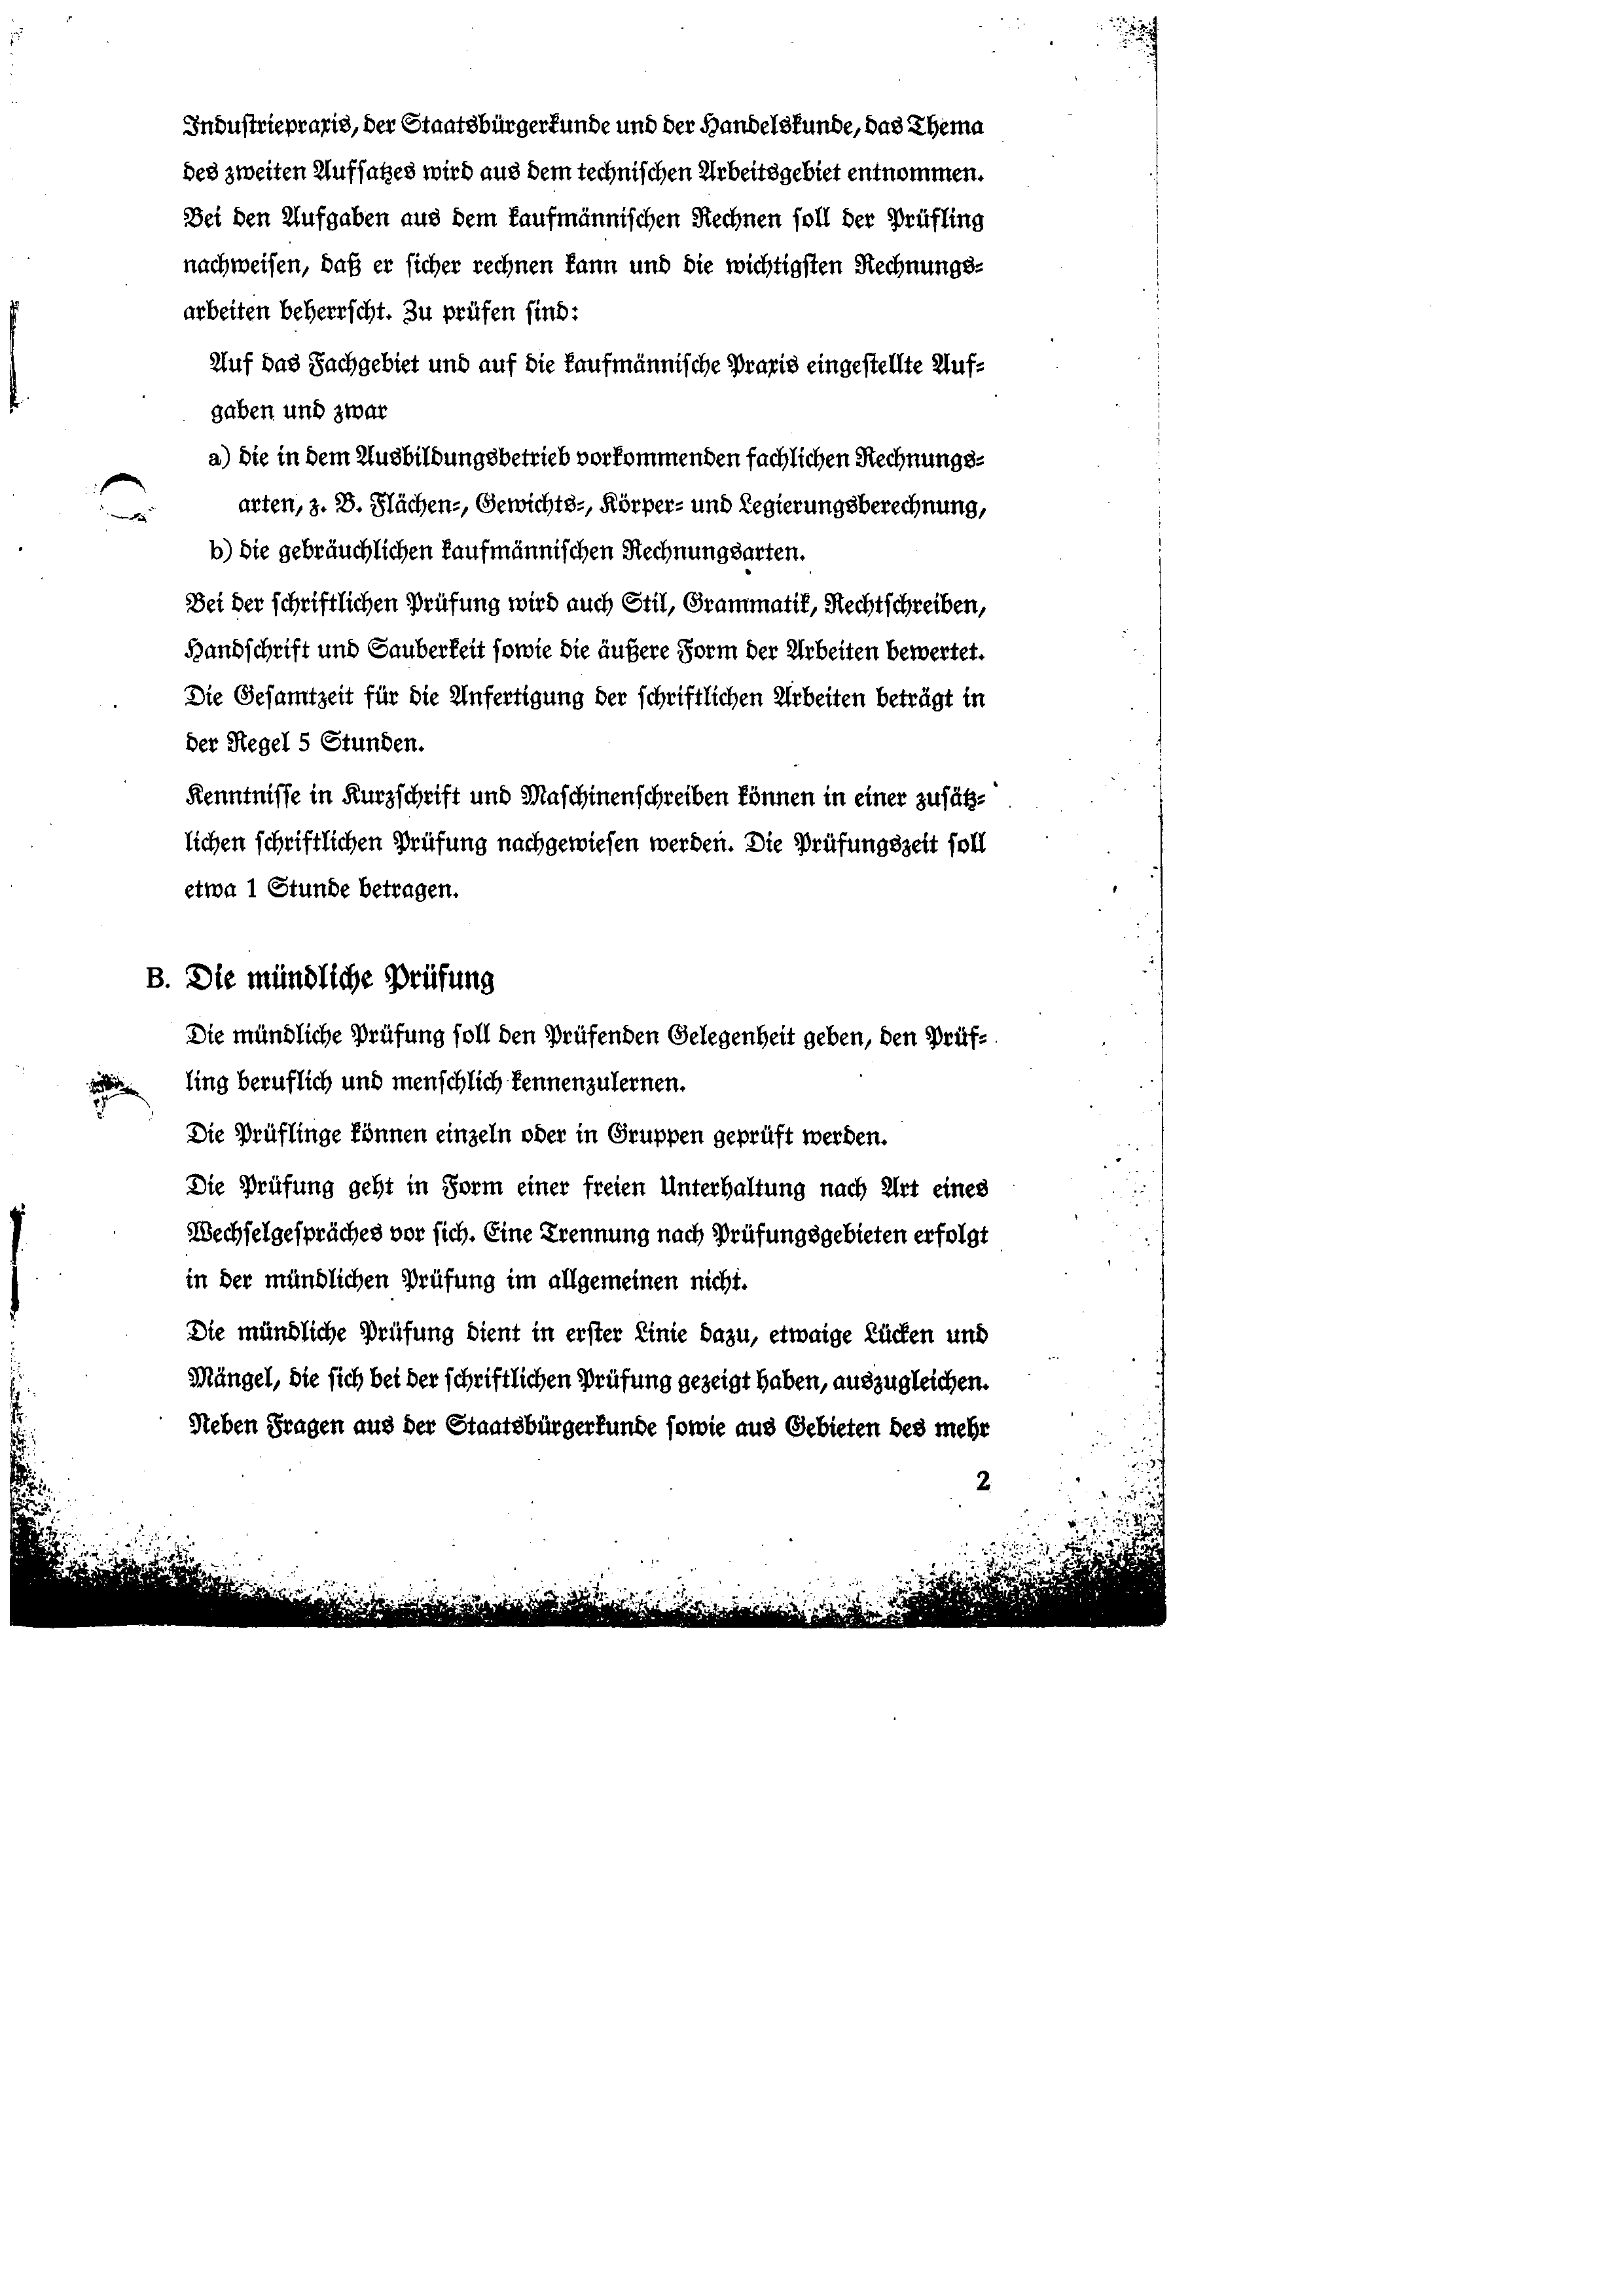 Industriepraxis, der Staatsbürgerkunde und der Handelskunde, das Thema
des zweiten Aufsatzes wird aus dem technischen Arbeitsgebiet entnommen.
Bei den Aufgaben aus dem kaufmännischen Rechnen soll der Prüfling
nachweisen, daß er sicher rechnen kann und die wichtigsten Rechnungs-
arbeiten beherrscht. Zu prüfen sind:
Auf das Fachgebiet und auf die kaufmännische Praxis eingestellte Auf-
gaben und zwar
a) die in dem Ausbildungsbetrieb vorkommenden fachlichen Rechnungs-
arten, z. B. Flächen-, Gewichts-, Körper- und Legierungsberechnung,
b) die gebräuchlichen kaufmännischen Rechnungsarten.
Bei der schriftlichen Prüfung wird auch Stil, Grammatik, Rechtschreiben,
Handschrift und Sauberkeit sowie die äußere Form der Arbeiten bewertet.
Die Gesamtzeit für die Anfertigung der schriftlichen Arbeiten beträgt in
der Regel 5 Stunden.
Kenntnisse in Kurzschrift und Maschinenschreiben können in einer zusätz-
lichen schriftlichen Prüfung nachgewiesen werden. Die Prüfungszeit soll
etwa 1 Stunde betragen.
B. Die mündliche Prüfung
Die mündliche Prüfung soll den Prüfenden Gelegenheit geben, den Prüf-
ling beruflich und menschlich kennenzulernen.
Die Prüflinge können einzeln oder in Gruppen geprüft werden.
Die Prüfung geht in Form einer freien Unterhaltung nach Art eines
Wechselgespräches vor sich. Eine Trennung nach Prüfungsgebieten erfolgt
in der mündlichen Prüfung im allgemeinen nicht.
Die mündliche Prüfung dient in erster Linie dazu, etwaige Lücken und
Mängel, die sich bei der schriftlichen Prüfung gezeigt haben, auszugleichen.
Neben Fragen aus der Staatsbürgerkunde sowie aus Gebieten des mehr
2